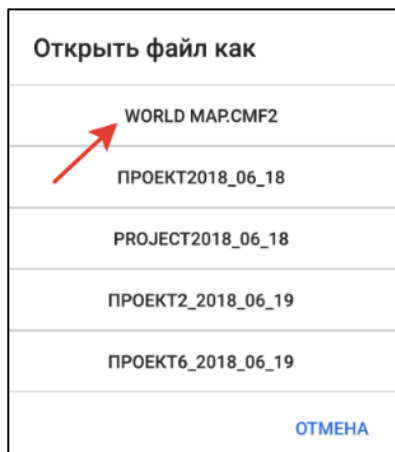 Открыть файл как
WORLD MAP.CMF2
ПРОЕКТ2018_06_18
PROJECT2018_06_18
ПРОЕКТ2_2018_06_19
ПРОЕКТ6_2018_06_19
ОТМЕНА